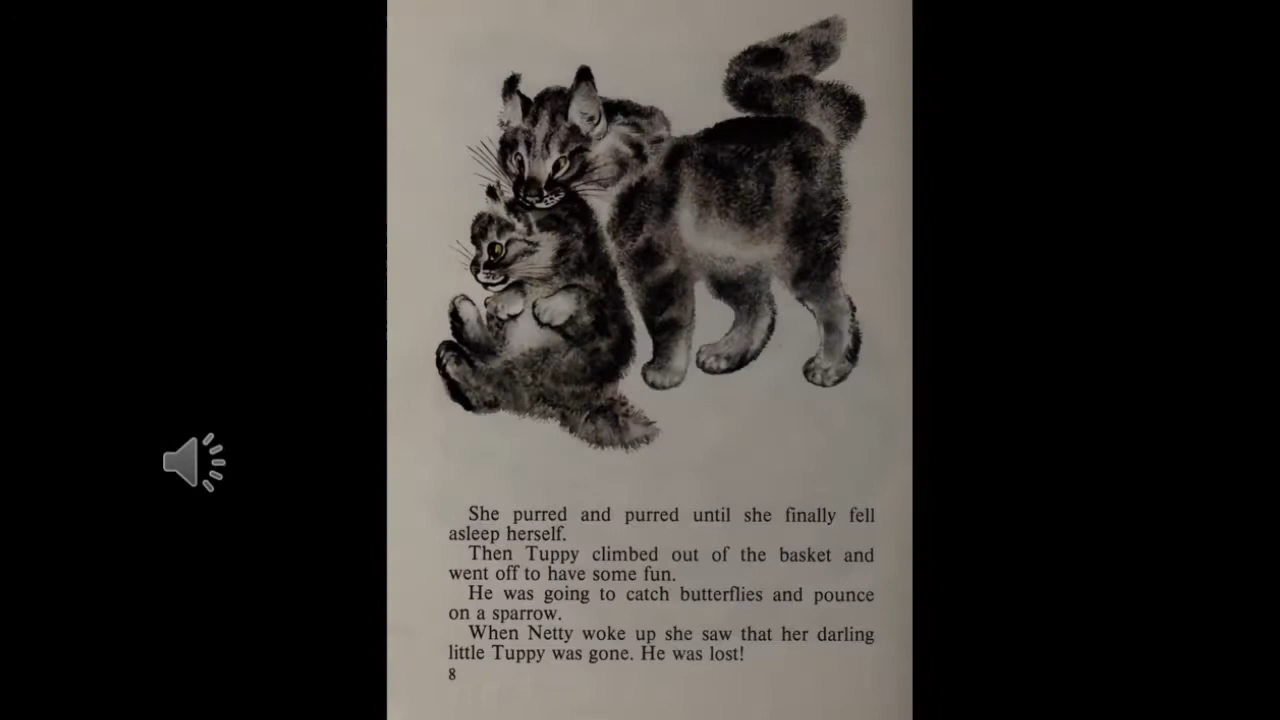 She purred and purred until she finally fell
asleep herself.
Then Tuppy climbed out of the basket and
went off to have some fun.
He was going to catch butterflies and pounce
on a sparrow.
When Netty woke up she saw that her darling
little Tuppy was gone. He was lost!
8